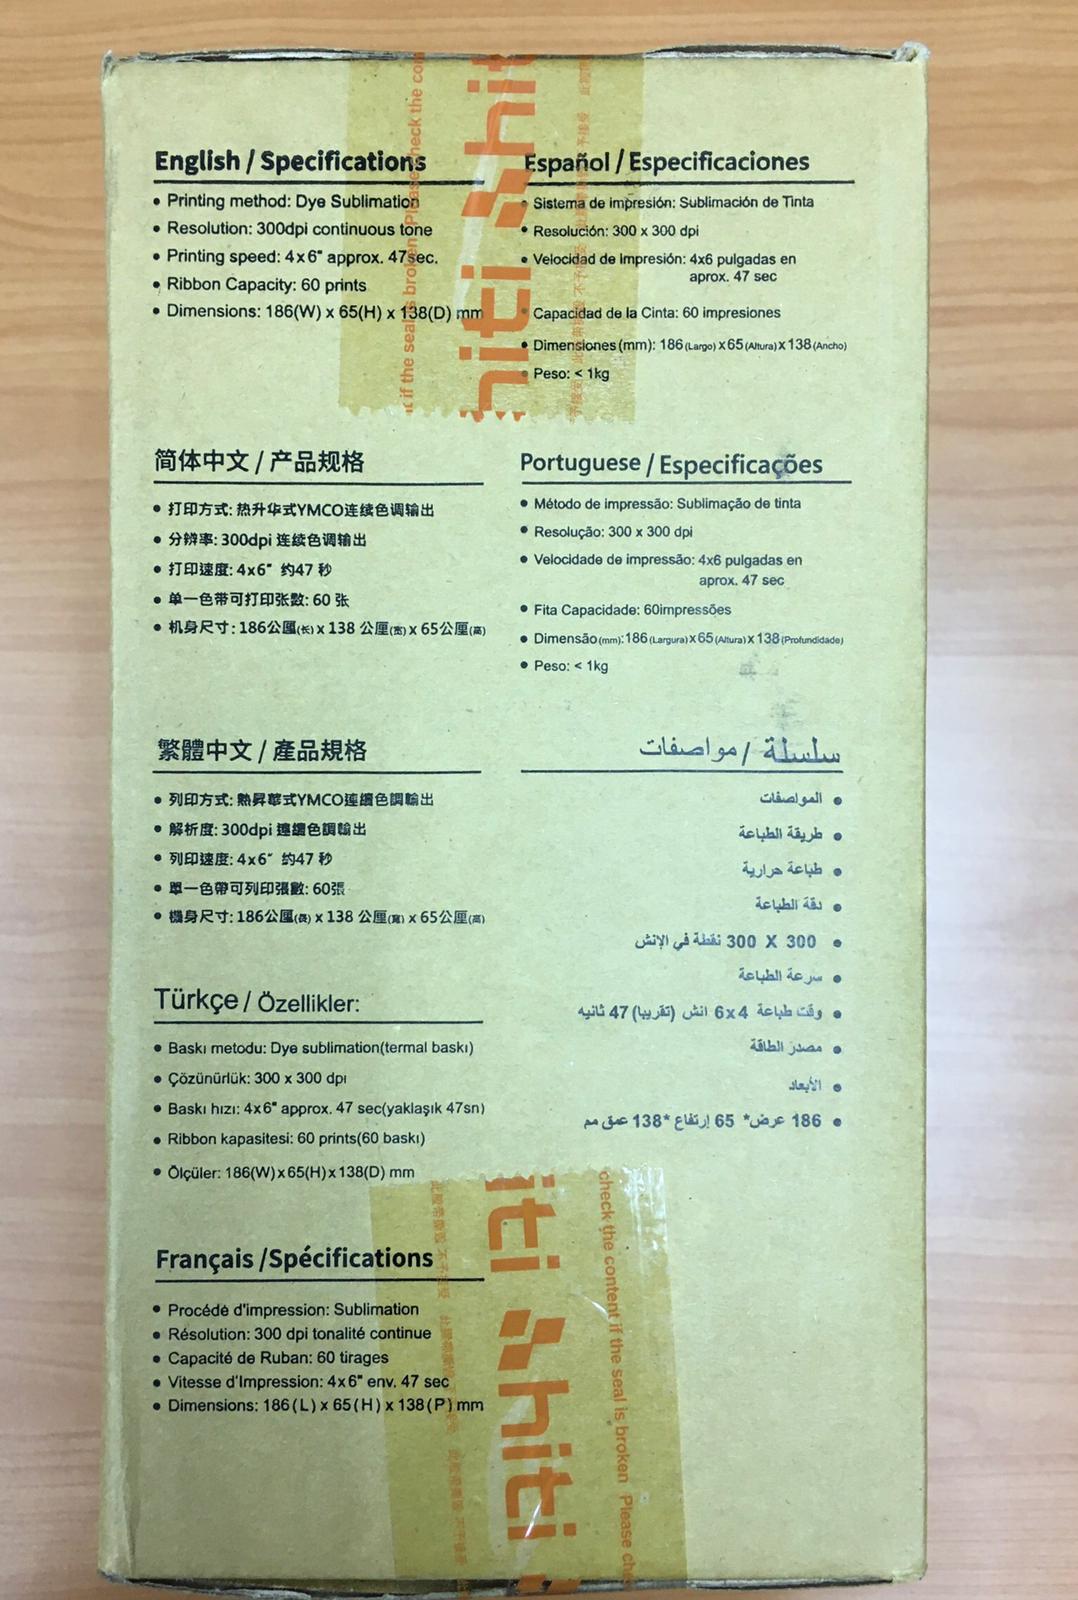 English / Specifications
• Printing method: Dye Sublimation
• Resolution: 300dpi continuous tone
• Printing speed: 4x6" approx. 47sec.
• Ribbon Capacity: 60 prints
• Dimensions: 186(W) x 65(H) x 138(D) mm
Español / Especificaciones
• Sistema de impresión: Sublimación de Tinta
• Resolución: 300 x 300 dpi
• Velocidad de Impresión: 4x6 pulgadas en
aprox. 47 sec
• Capacidad de la Cinta: 60 impresiones
• Dimensiones (mm): 186 (Largo) x 65 (Altura) x 138 (Ancho)
• Peso: < 1kg
简体中文 / 产品规格
• 打印方式: 热升华式YMCO连续色调输出
• 分辨率: 300dpi 连续色调输出
• 打印速度: 4x6" 约47 秒
• 单一色带可打印张数: 60 张
• 机身尺寸: 186公厘(长) x 138 公厘(宽) x 65公厘(高)
Portuguese / Especificações
• Método de impressão: Sublimação de tinta
• Resolução: 300 x 300 dpi
• Velocidade de impressão: 4x6 pulgadas en
aprox. 47 sec
• Fita Capacidade: 60impressões
• Dimensão (mm): 186 (Largura) x 65 (Altura) x 138 (Profundidade)
• Peso: < 1kg
繁體中文 / 產品規格
• 列印方式: 熱昇華式YMCO連續色調輸出
• 解析度: 300dpi 連續色調輸出
• 列印速度: 4x6" 约47 秒
• 單一色帶可列印張數: 60張
• 機身尺寸: 186公厘(長) x 138 公厘(寬) x 65公厘(高)
سلسلة / مواصفات
• المواصفات
• طريقة الطباعة
• طباعة حرارية
• دقة الطباعة
• 300 X 300 نقطة في الإنش
• سرعة الطباعة
• وقت طباعة 4x6 انش (تقريبا) 47 ثانيه
• مصدر الطاقة
• الأبعاد
• 186 عرض* 65 إرتفاع *138 عمق مم
Türkçe / Özellikler:
• Baskı metodu: Dye sublimation(termal baskı)
• Çözünürlük: 300 x 300 dpi
• Baskı hızı: 4x6" approx. 47 sec(yaklaşık 47sn)
• Ribbon kapasitesi: 60 prints(60 baskı)
• Ölçüler: 186(W) x 65(H) x 138(D) mm
Français / Spécifications
• Procédé d'impression: Sublimation
• Résolution: 300 dpi tonalité continue
• Capacité de Ruban: 60 tirages
• Vitesse d'Impression: 4x6" env. 47 sec
• Dimensions: 186 ( L ) x 65 ( H ) x 138 ( P ) mm
if the seal is broken Please check the con
hiti hit
check the content if the seal is broken Please che
iti hiti